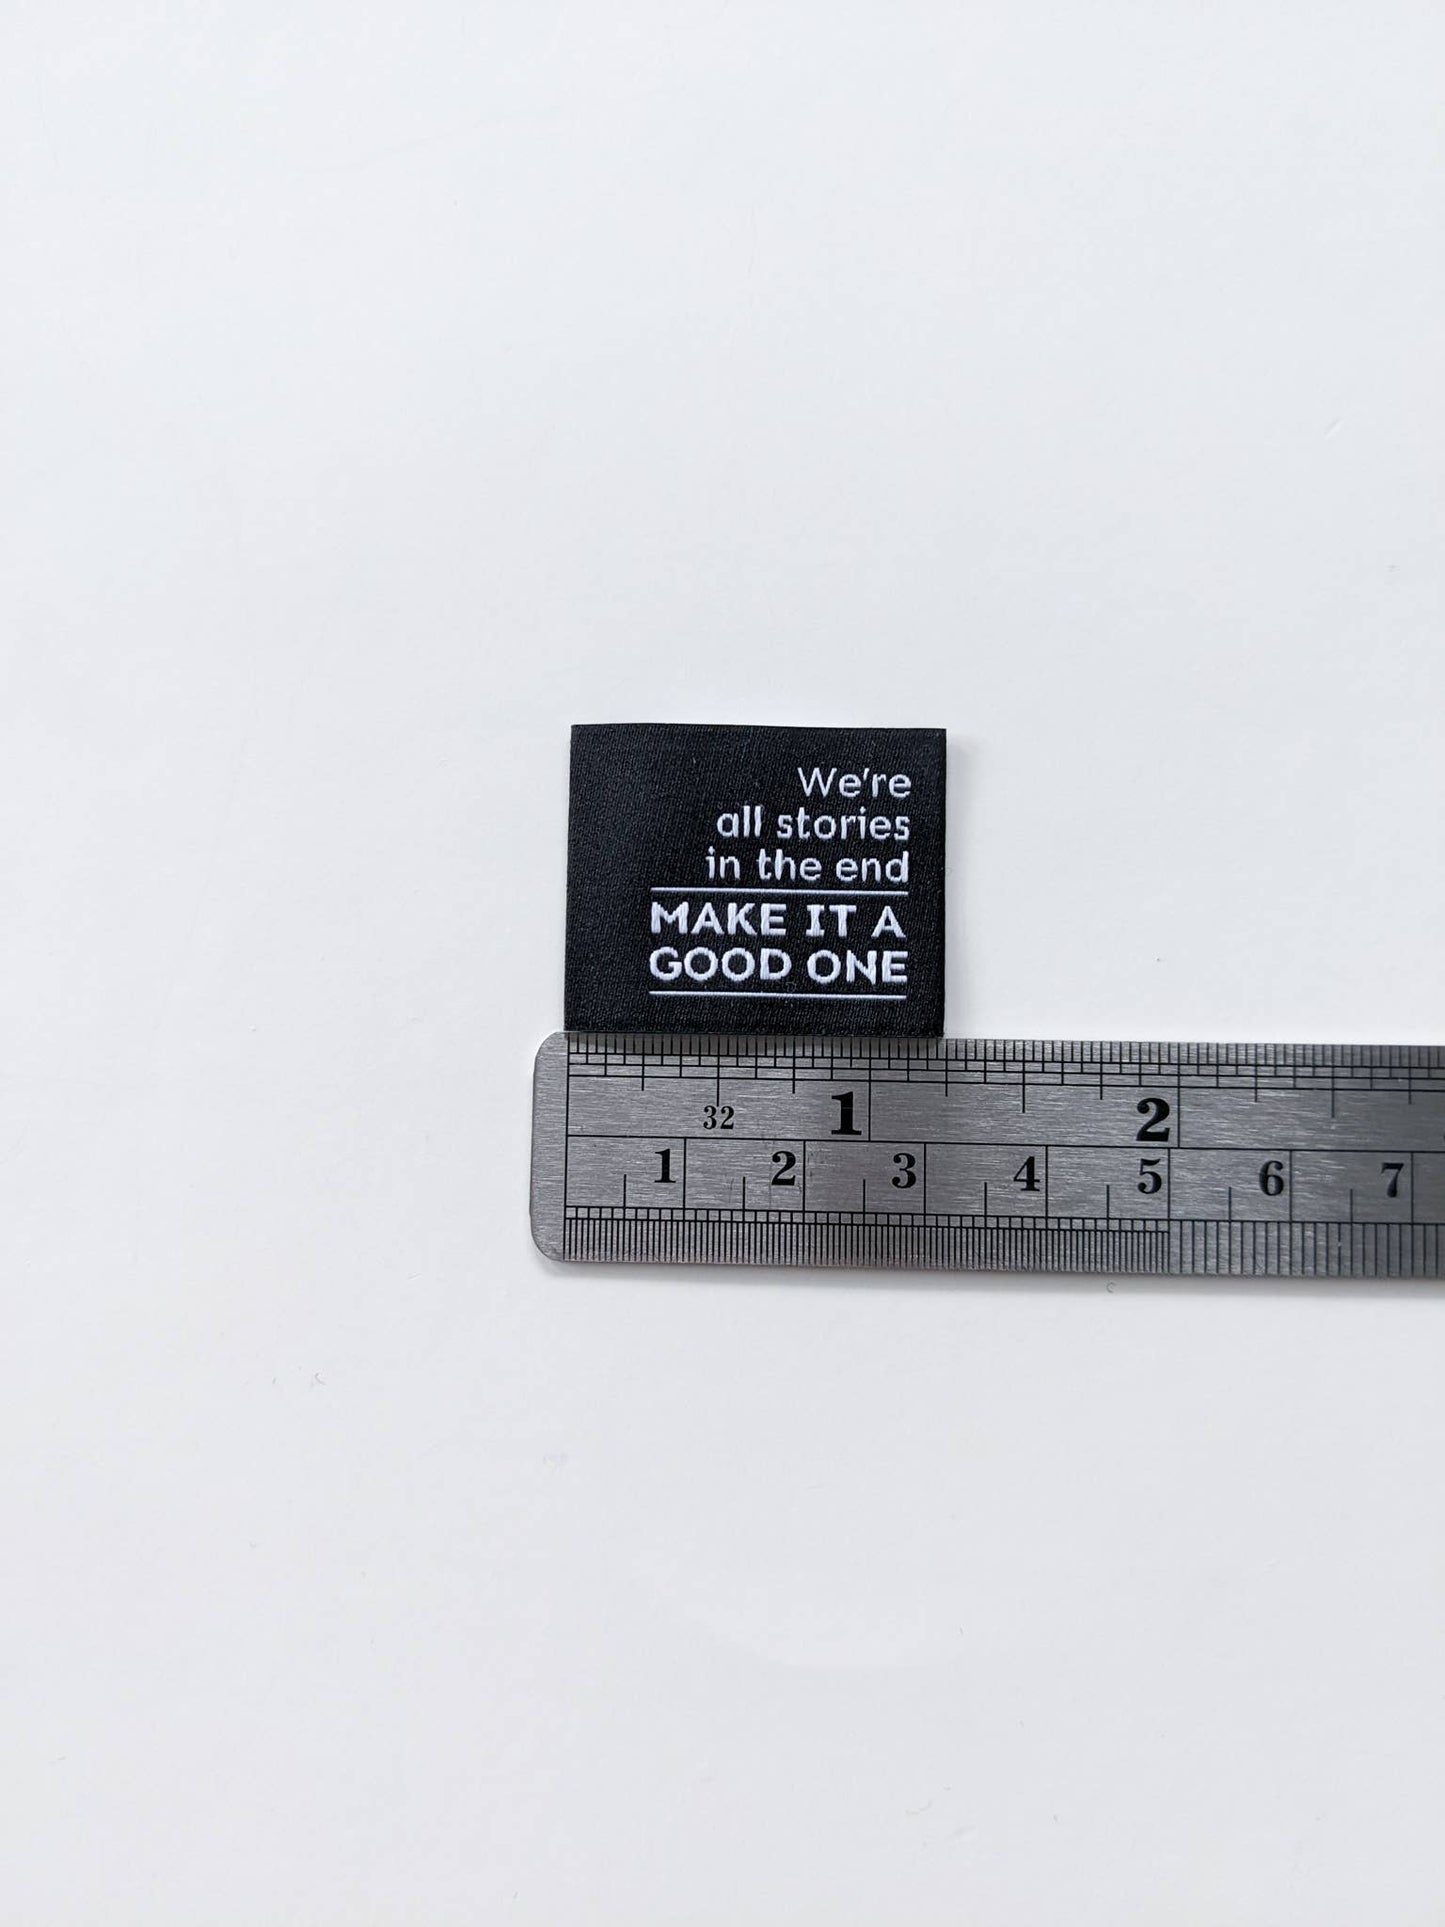 We're
all stories
in the end
MAKE IT A
GOOD ONE
32 1 2
1 2 3 4 5 6 7